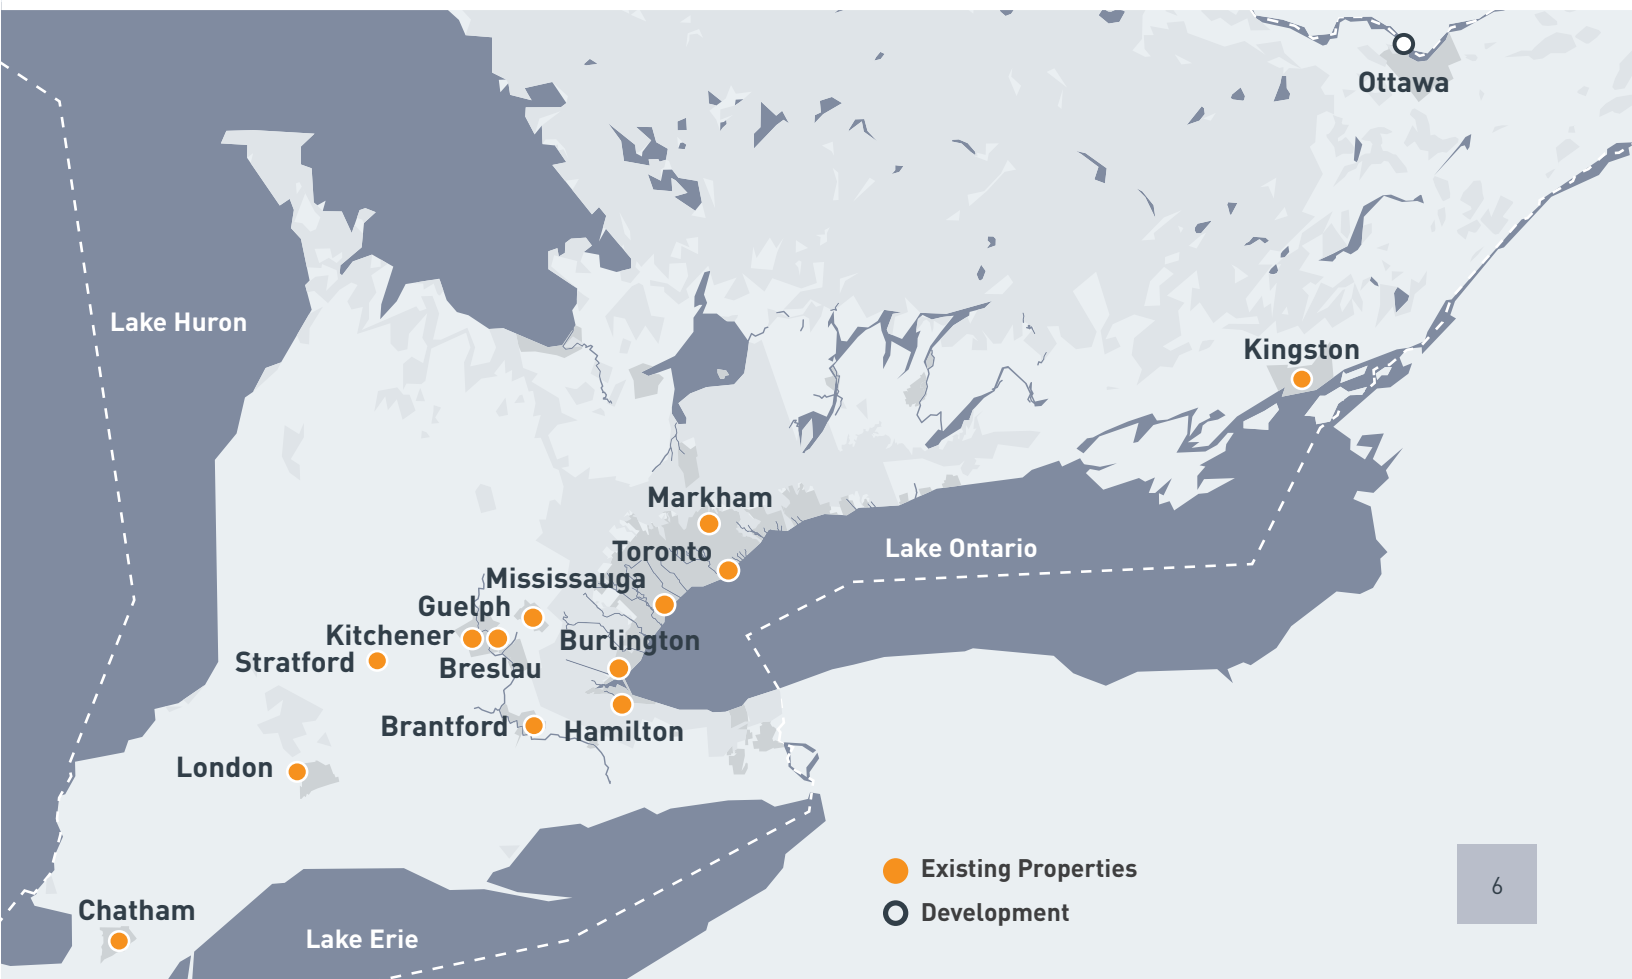 Ottawa
Lake Huron
Kingston
Markham
Lake Ontario
Toronto
Mississauga
Guelph
Kitchener
Burlington
Stratford
Breslau
Brantford
Hamilton
London
Existing Properties
6
Chatham
Development
Lake Erie